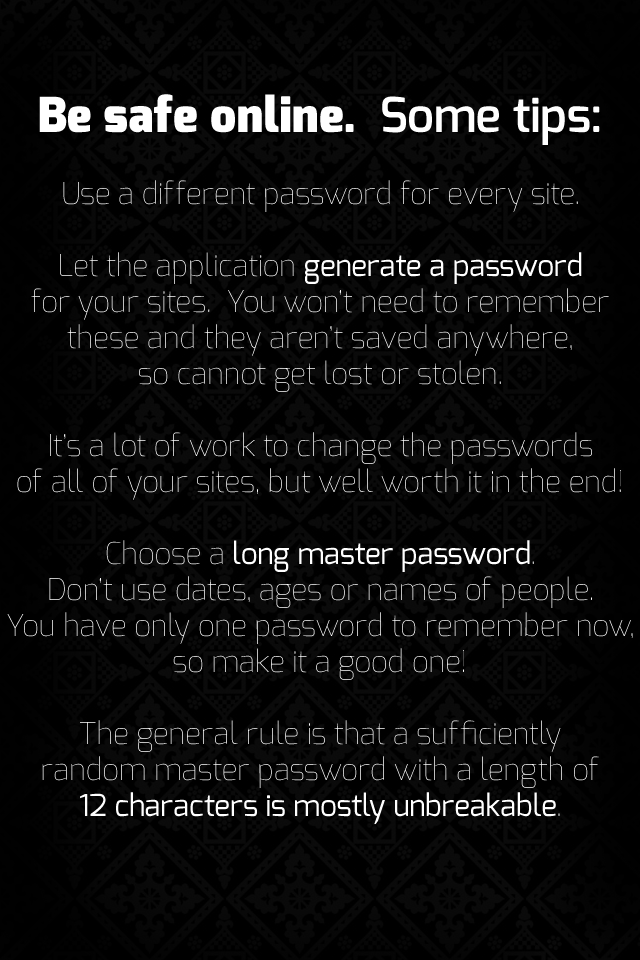 Be safe online.  Some tips:
Use a different password for every site.
Let the application generate a password
for your sites.  You won't need to remember
these and they aren't saved anywhere,
so cannot get lost or stolen.
It's a lot of work to change the passwords
of all of your sites, but well worth it in the end!
Choose a long master password.
Don't use dates, ages or names of people.
You have only one password to remember now,
so make it a good one!
The general rule is that a sufficiently
random master password with a length of
12 characters is mostly unbreakable.